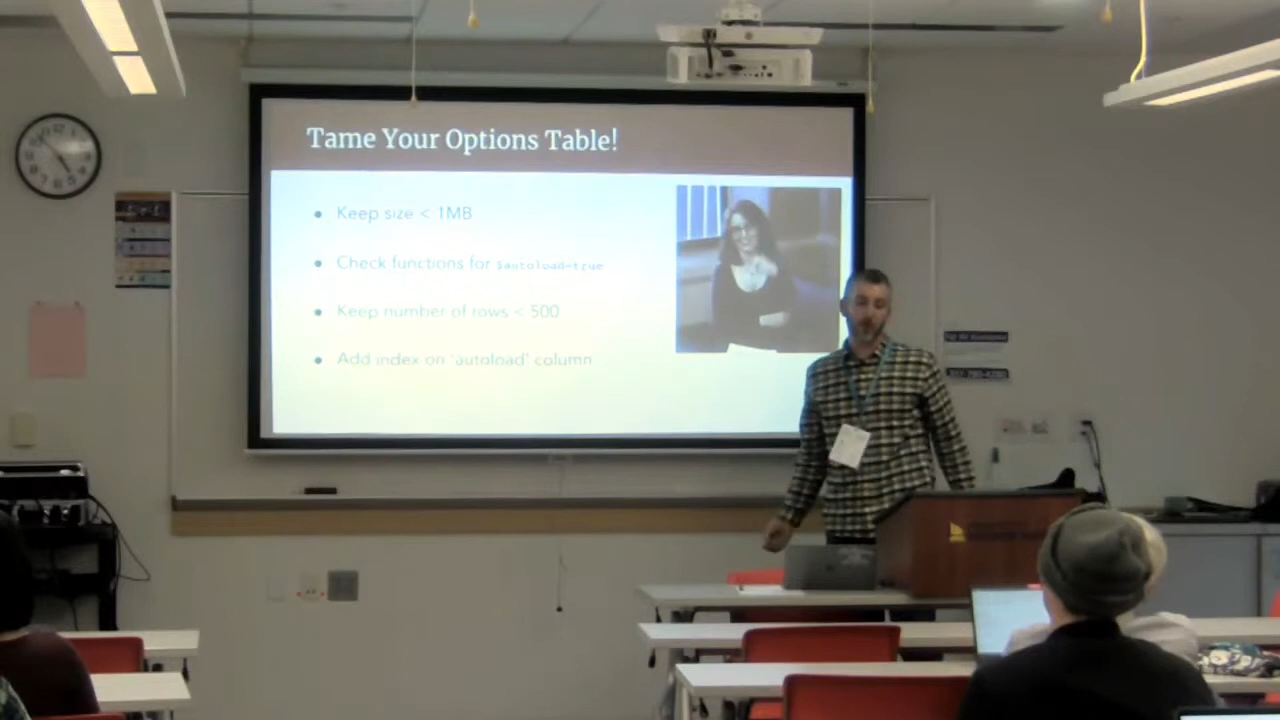 Tame Your Options Table!
Keep size < 1MB
Check functions for $autoload=true
Keep number of rows < 500
Add index on 'autoload' column